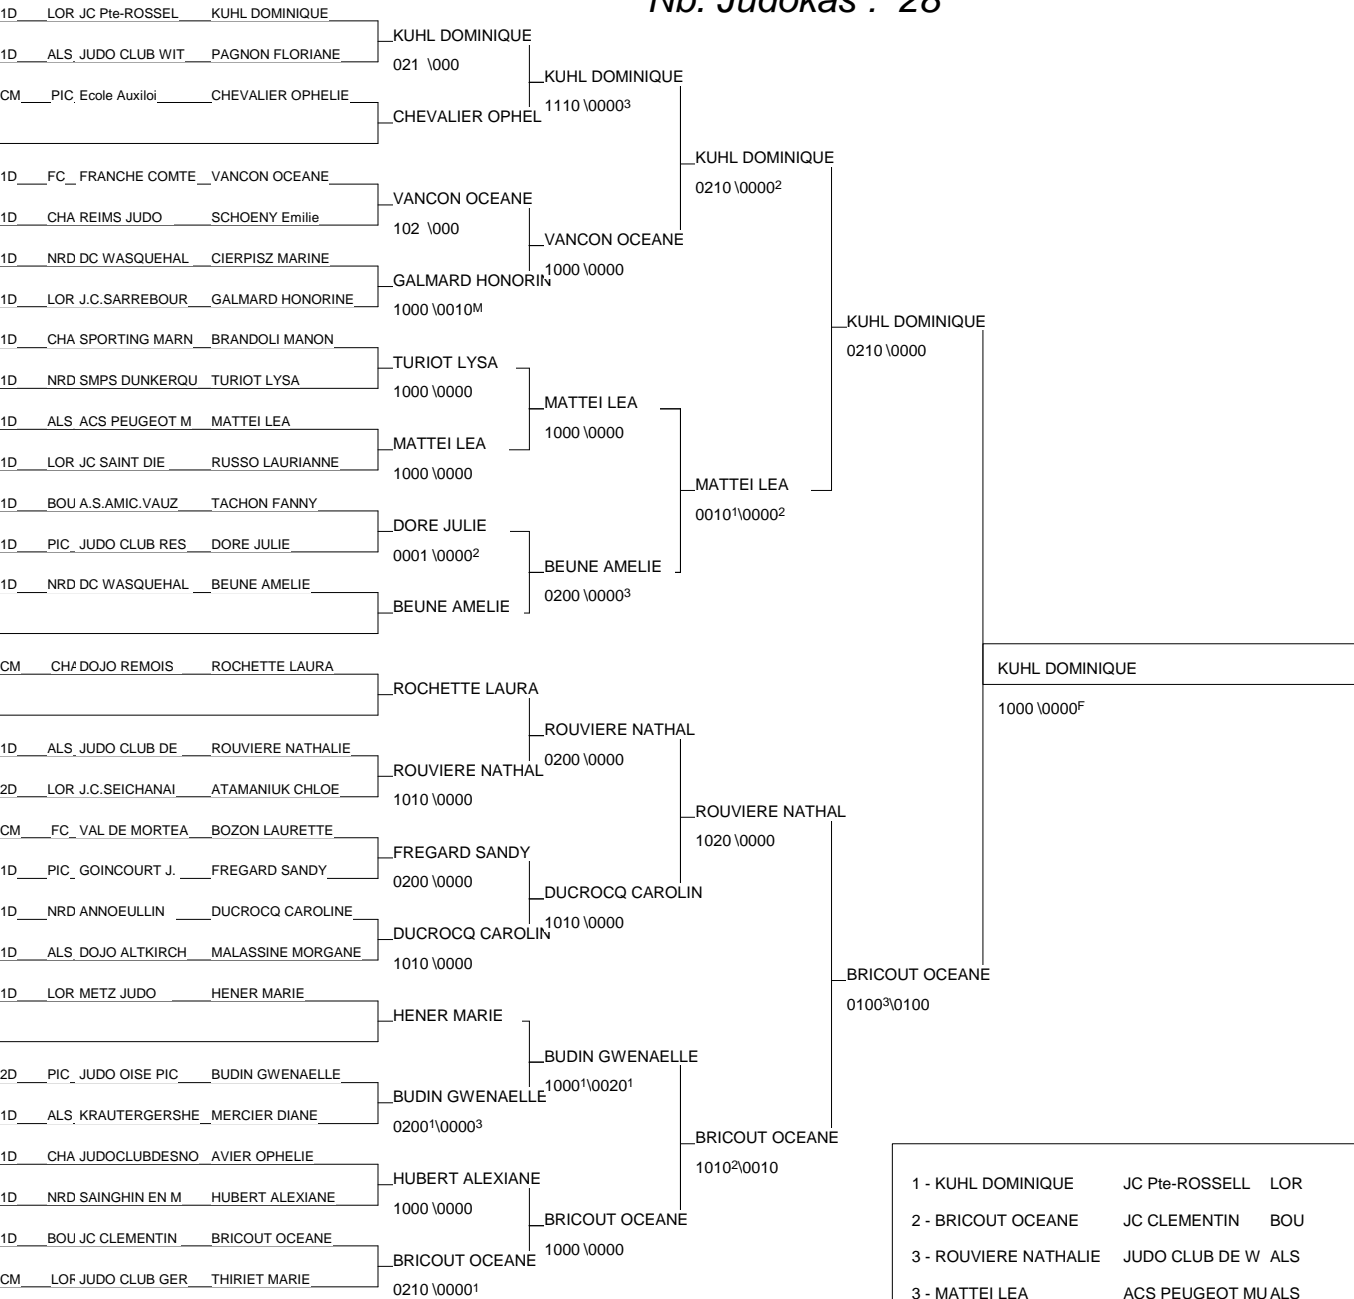 Nb. Judokas : 28
1D LOR JC Pte-ROSSEL KUHL DOMINIQUE
KUHL DOMINIQUE
1D ALS JUDO CLUB WIT PAGNON FLORIANE
021 \000
KUHL DOMINIQUE
CM PIC Ecole Auxiloi CHEVALIER OPHELIE
1110 \0000³
CHEVALIER OPHEL
KUHL DOMINIQUE
1D FC FRANCHE COMTE VANCON OCEANE
0210 \0000²
VANCON OCEANE
1D CHA REIMS JUDO SCHOENY Emilie
102 \000
VANCON OCEANE
1D NRD DC WASQUEHAL CIERPISZ MARINE
1000 \0000
GALMARD HONORIN
1D LOR J.C.SARREBOUR GALMARD HONORINE
1000 \0010ᴹ
KUHL DOMINIQUE
1D CHA SPORTING MARN BRANDOLI MANON
0210 \0000
TURIOT LYSA
1D NRD SMPS DUNKERQU TURIOT LYSA
1000 \0000
MATTEI LEA
1D ALS ACS PEUGEOT M MATTEI LEA
1000 \0000
MATTEI LEA
1D LOR JC SAINT DIE RUSSO LAURIANNE
1000 \0000
MATTEI LEA
1D BOU A.S.AMIC.VAUZ TACHON FANNY
0010¹\0000²
DORE JULIE
1D PIC JUDO CLUB RES DORE JULIE
0001 \0000²
BEUNE AMELIE
1D NRD DC WASQUEHAL BEUNE AMELIE
0200 \0000³
BEUNE AMELIE
CM CHA DOJO REMOIS ROCHETTE LAURA
KUHL DOMINIQUE
ROCHETTE LAURA
1000 \0000ᶠ
ROUVIERE NATHAL
1D ALS JUDO CLUB DE ROUVIERE NATHALIE
0200 \0000
ROUVIERE NATHAL
2D LOR J.C.SEICHANAI ATAMANIUK CHLOE
1010 \0000
ROUVIERE NATHAL
CM FC VAL DE MORTEA BOZON LAURETTE
1020 \0000
FREGARD SANDY
1D PIC GOINCOURT J. FREGARD SANDY
0200 \0000
DUCROCQ CAROLIN
1D NRD ANNOEULLIN DUCROCQ CAROLINE
1010 \0000
DUCROCQ CAROLIN
1D ALS DOJO ALTKIRCH MALASSINE MORGANE
1010 \0000
BRICOUT OCEANE
1D LOR METZ JUDO HENER MARIE
0100³\0100
HENER MARIE
BUDIN GWENAELLE
2D PIC JUDO OISE PIC BUDIN GWENAELLE
1000¹\0020¹
BUDIN GWENAELLE
1D ALS KRAUTERGERSHE MERCIER DIANE
0200¹\0000³
BRICOUT OCEANE
1D CHA JUDOCLUBDESNO AVIER OPHELIE
1010²\0010
HUBERT ALEXIANE
1D NRD SAINGHIN EN M HUBERT ALEXIANE
1000 \0000
BRICOUT OCEANE
1D BOU JC CLEMENTIN BRICOUT OCEANE
1000 \0000
BRICOUT OCEANE
CM LOR JUDO CLUB GER THIRIET MARIE
0210 \0000¹
1 - KUHL DOMINIQUE JC Pte-ROSSELL LOR
2 - BRICOUT OCEANE JC CLEMENTIN BOU
3 - ROUVIERE NATHALIE JUDO CLUB DE W ALS
3 - MATTEI LEA ACS PEUGEOT MU ALS